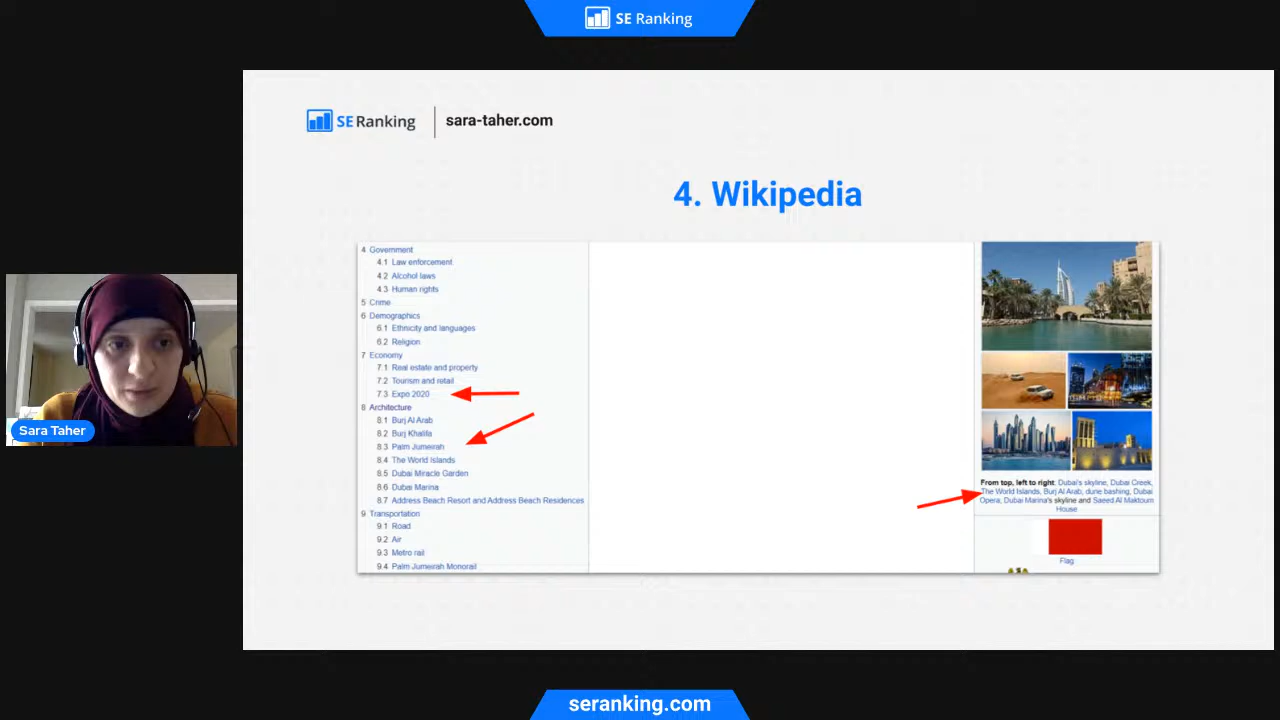 SE Ranking
SE Ranking
sara-taher.com
4. Wikipedia
4 Government
4.1 Law enforcement
4.2 Alcohol laws
4.3 Human rights
5 Crime
6 Demographics
6.1 Ethnicity and languages
6.2 Religion
7 Economy
7.1 Real estate and property
7.2 Tourism and retail
7.3 Expo 2020
8 Architecture
8.1 Burj Al Arab
8.2 Burj Khalifa
8.3 Palm Jumeirah
8.4 The World Islands
8.5 Dubai Miracle Garden
8.6 Dubai Marina
8.7 Address Beach Resort and Address Beach Residences
9 Transportation
9.1 Road
9.2 Air
9.3 Metro rail
9.4 Palm Jumeirah Monorail
From top, left to right: Dubai's skyline, Dubai Creek,
The World Islands, Burj Al Arab, dune bashing, Dubai
Opera, Dubai Marina's skyline and Saeed Al Maktoum
House
Flag
Sara Taher
seranking.com